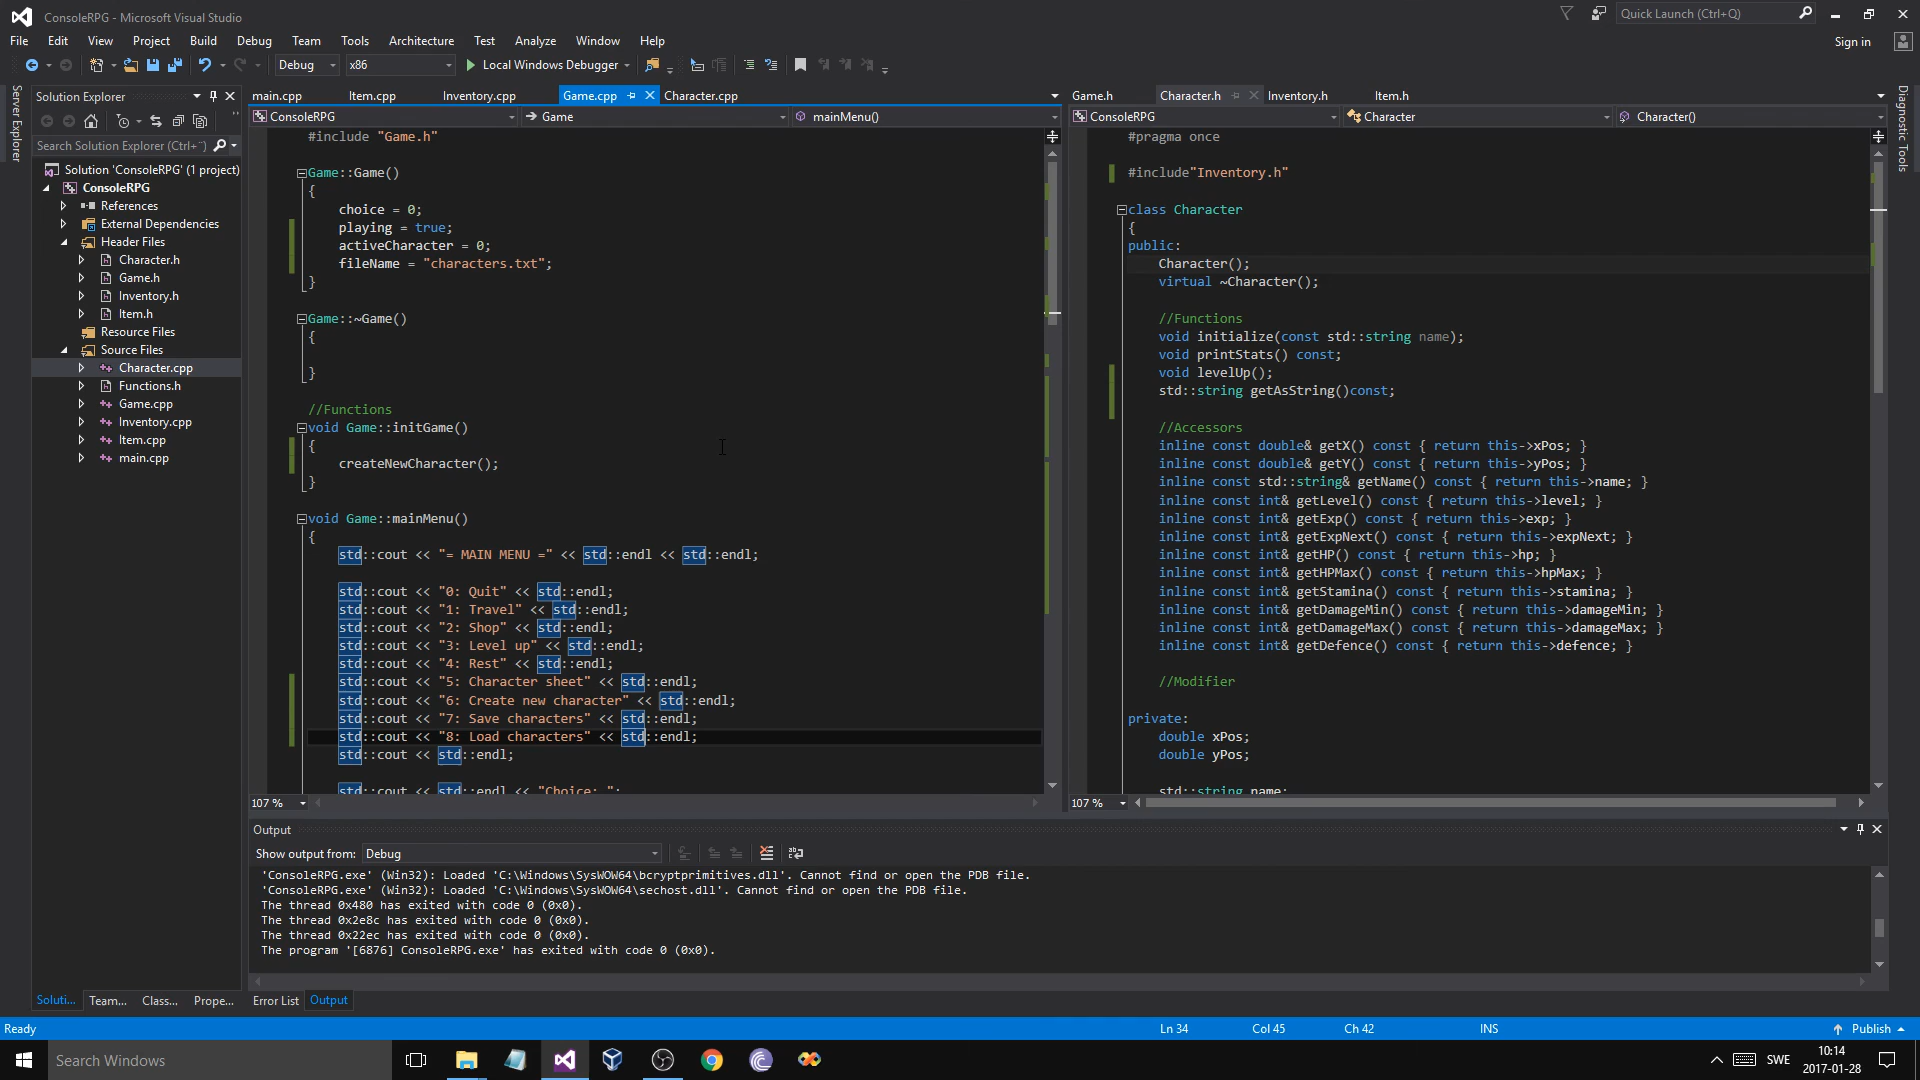 ConsoleRPG - Microsoft Visual Studio
Quick Launch (Ctrl+Q)
File Edit View Project Build Debug Team Tools Architecture Test Analyze Window Help
Sign in
Debug x86 Local Windows Debugger
Server Explorer
Solution Explorer
Search Solution Explorer (Ctrl+¨)
Solution 'ConsoleRPG' (1 project)
ConsoleRPG
References
External Dependencies
Header Files
Character.h
Game.h
Inventory.h
Item.h
Resource Files
Source Files
Character.cpp
Functions.h
Game.cpp
Inventory.cpp
Item.cpp
main.cpp
Soluti... Team... Class... Prope...
main.cpp Item.cpp Inventory.cpp Game.cpp Character.cpp
ConsoleRPG Game mainMenu()
#include "Game.h"
Game::Game()
{
choice = 0;
playing = true;
activeCharacter = 0;
fileName = "characters.txt";
}
Game::~Game()
{
}
//Functions
void Game::initGame()
{
createNewCharacter();
}
void Game::mainMenu()
{
std::cout << "= MAIN MENU =" << std::endl << std::endl;
std::cout << "0: Quit" << std::endl;
std::cout << "1: Travel" << std::endl;
std::cout << "2: Shop" << std::endl;
std::cout << "3: Level up" << std::endl;
std::cout << "4: Rest" << std::endl;
std::cout << "5: Character sheet" << std::endl;
std::cout << "6: Create new character" << std::endl;
std::cout << "7: Save characters" << std::endl;
std::cout << "8: Load characters" << std::endl;
std::cout << std::endl;
std::cout << std::endl << "Choice: ";
107 %
Game.h Character.h Inventory.h Item.h
ConsoleRPG Character Character()
#pragma once
#include"Inventory.h"
class Character
{
public:
Character();
virtual ~Character();
//Functions
void initialize(const std::string name);
void printStats() const;
void levelUp();
std::string getAsString()const;
//Accessors
inline const double& getX() const { return this->xPos; }
inline const double& getY() const { return this->yPos; }
inline const std::string& getName() const { return this->name; }
inline const int& getLevel() const { return this->level; }
inline const int& getExp() const { return this->exp; }
inline const int& getExpNext() const { return this->expNext; }
inline const int& getHP() const { return this->hp; }
inline const int& getHPMax() const { return this->hpMax; }
inline const int& getStamina() const { return this->stamina; }
inline const int& getDamageMin() const { return this->damageMin; }
inline const int& getDamageMax() const { return this->damageMax; }
inline const int& getDefence() const { return this->defence; }
//Modifier
private:
double xPos;
double yPos;
std::string name;
107 %
Diagnostic Tools
Output
Show output from: Debug
'ConsoleRPG.exe' (Win32): Loaded 'C:\Windows\SysWOW64\bcryptprimitives.dll'. Cannot find or open the PDB file.
'ConsoleRPG.exe' (Win32): Loaded 'C:\Windows\SysWOW64\sechost.dll'. Cannot find or open the PDB file.
The thread 0x480 has exited with code 0 (0x0).
The thread 0x2e8c has exited with code 0 (0x0).
The thread 0x22ec has exited with code 0 (0x0).
The program '[6876] ConsoleRPG.exe' has exited with code 0 (0x0).
Error List Output
Ready Ln 34 Col 45 Ch 42 INS Publish
Search Windows
SWE
10:14
2017-01-28